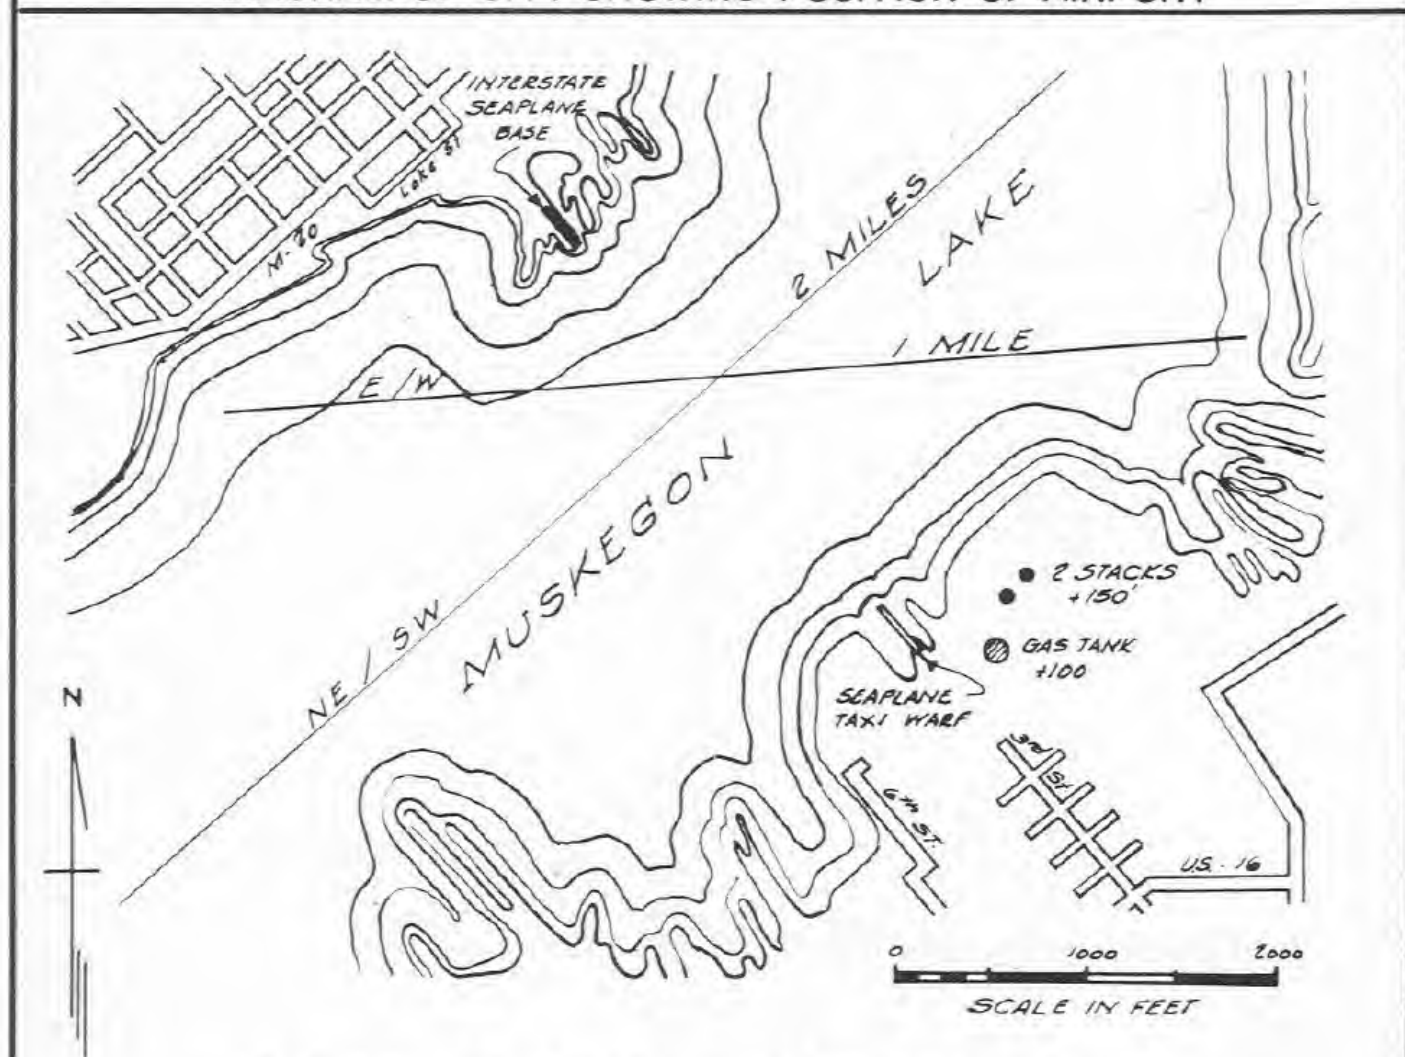 INTERSTATE
SEAPLANE
BASE
Lake St
M-20
2 MILES
LAKE
1 MILE
E/W
MUSKEGON
NE/SW
2 STACKS
+150'
GAS TANK
+100
SEAPLANE
TAXI WARF
N
3rd St
6th ST.
U.S.-16
0 1000 2000
SCALE IN FEET